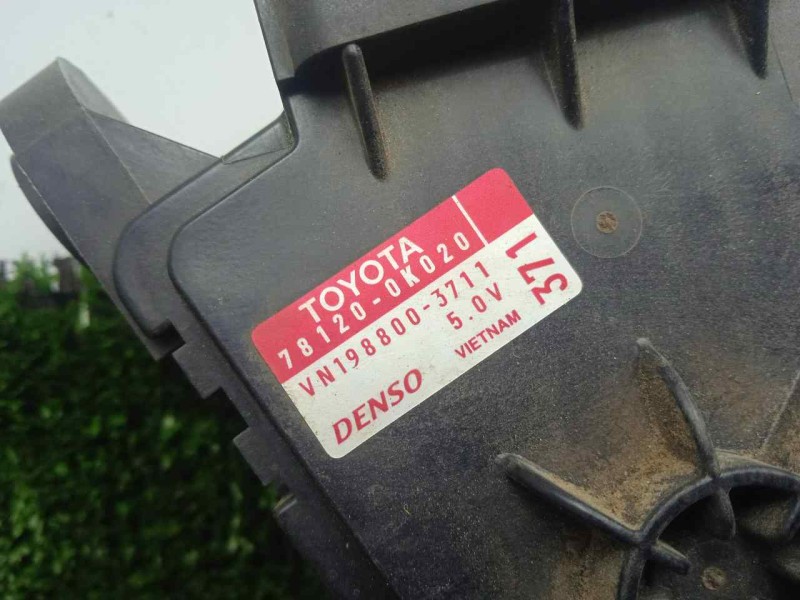 TOYOTA
78120-0K020
VN198800-3711
5.0V
DENSO
VIETNAM
371